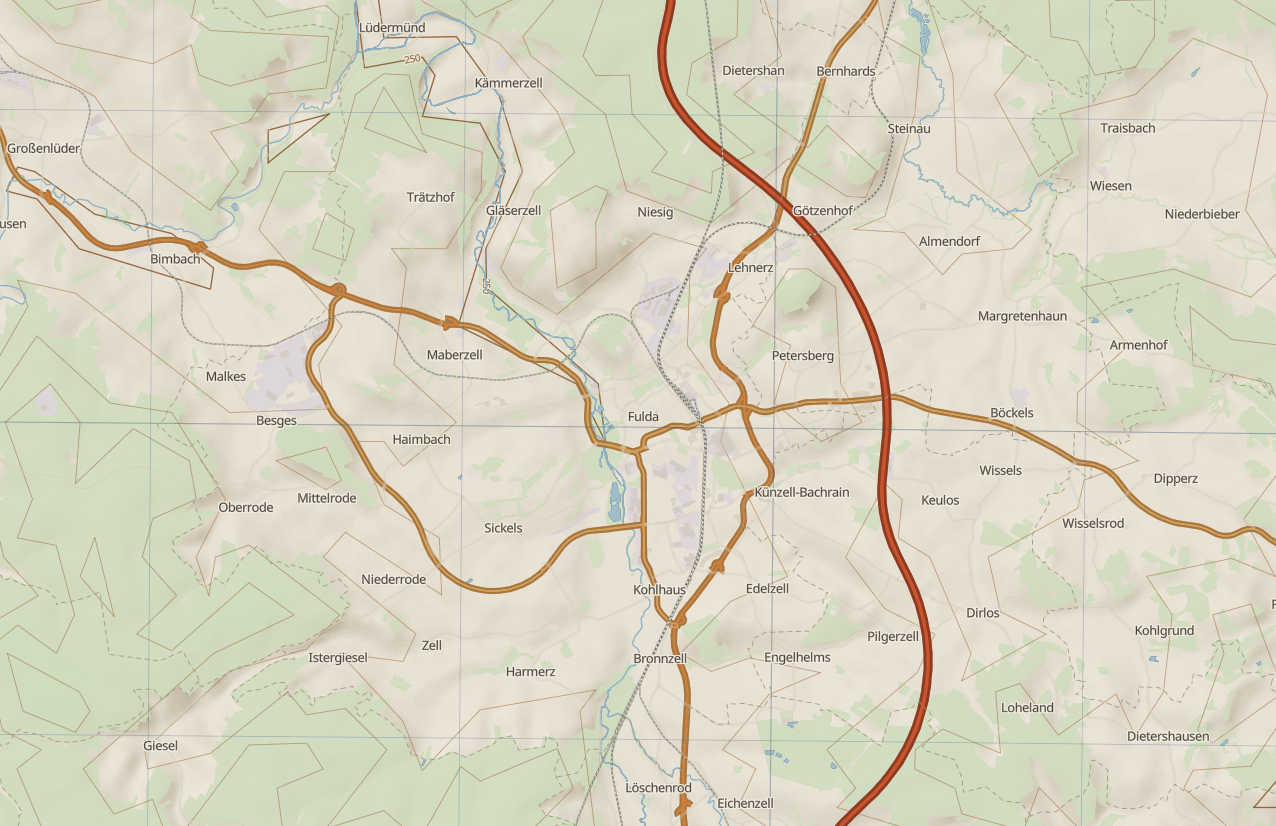 Lüdermünd
250
Kämmerzell
Dietershan
Bernhards
Steinau
Traisbach
Großenlüder
Wiesen
Trätzhof
Gläserzell
Niesig
Götzenhof
Niederbieber
usen
Almendorf
Bimbach
Lehnerz
250
Margretenhaun
Armenhof
Maberzell
Petersberg
Malkes
Besges
Fulda
Böckels
Haimbach
Wissels
Dipperz
Mittelrode
Oberrode
Künzell-Bachrain
Keulos
Wisselsrod
Sickels
Niederrode
Kohlhaus
Edelzell
Dirlos
Kohlgrund
Pilgerzell
Zell
Istergiesel
Harmerz
Bronnzell
Engelhelms
Loheland
Giesel
Dietershausen
Löschenrod
Eichenzell